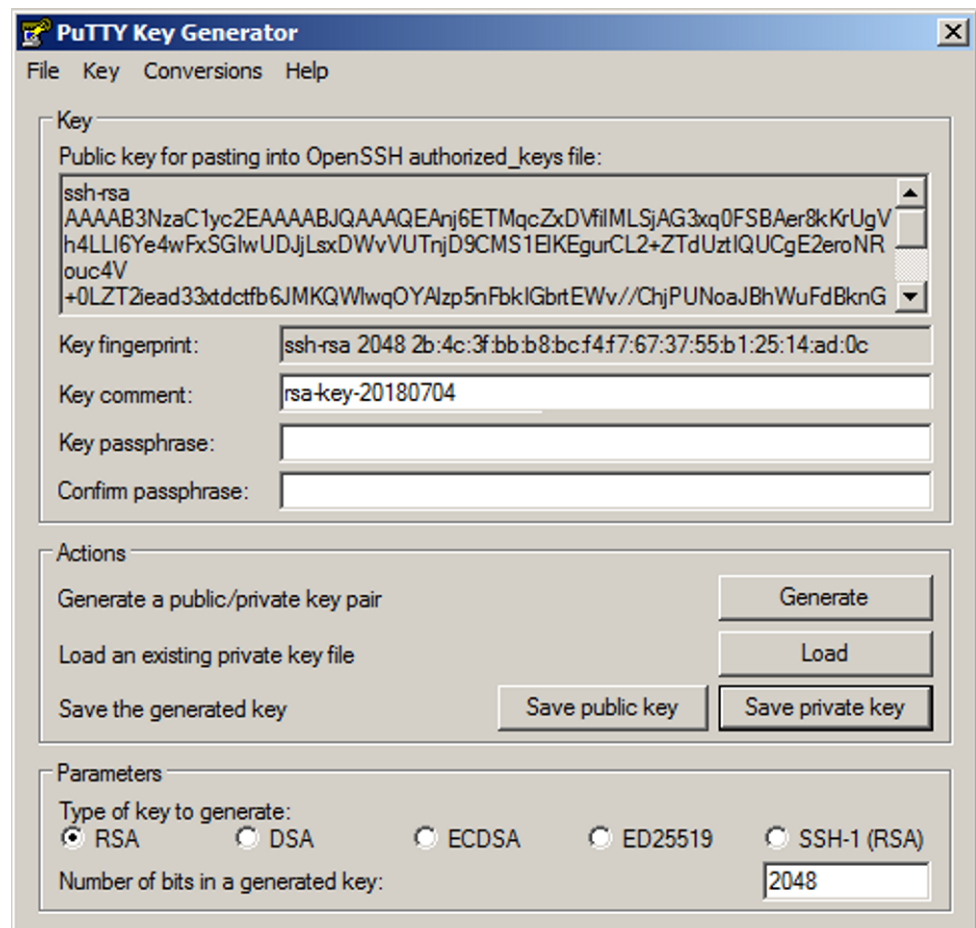 PuTTY Key Generator
File Key Conversions Help
Key
Public key for pasting into OpenSSH authorized_keys file:
ssh-rsa
AAAAB3NzaC1yc2EAAAABJQAAAQEAnj6ETMqcZxDVfilMLSjAG3xq0FSBAer8kKrUgV
h4LLI6Ye4wFxSGIwUDJjLsxDWvVUTnjD9CMS1ElKEgurCL2+ZTdUztIQUCgE2eroNR
ouc4V
+0LZT2iead33xtdctfb6JMKQWlwqOYAlzp5nFbkIGbrtEWv//ChjPUNoaJBhWuFdBknG
Key fingerprint: ssh-rsa 2048 2b:4c:3f:bb:b8:bc:f4:f7:67:37:55:b1:25:14:ad:0c
Key comment: rsa-key-20180704
Key passphrase:
Confirm passphrase:
Actions
Generate a public/private key pair Generate
Load an existing private key file Load
Save the generated key Save public key Save private key
Parameters
Type of key to generate:
RSA DSA ECDSA ED25519 SSH-1 (RSA)
Number of bits in a generated key: 2048